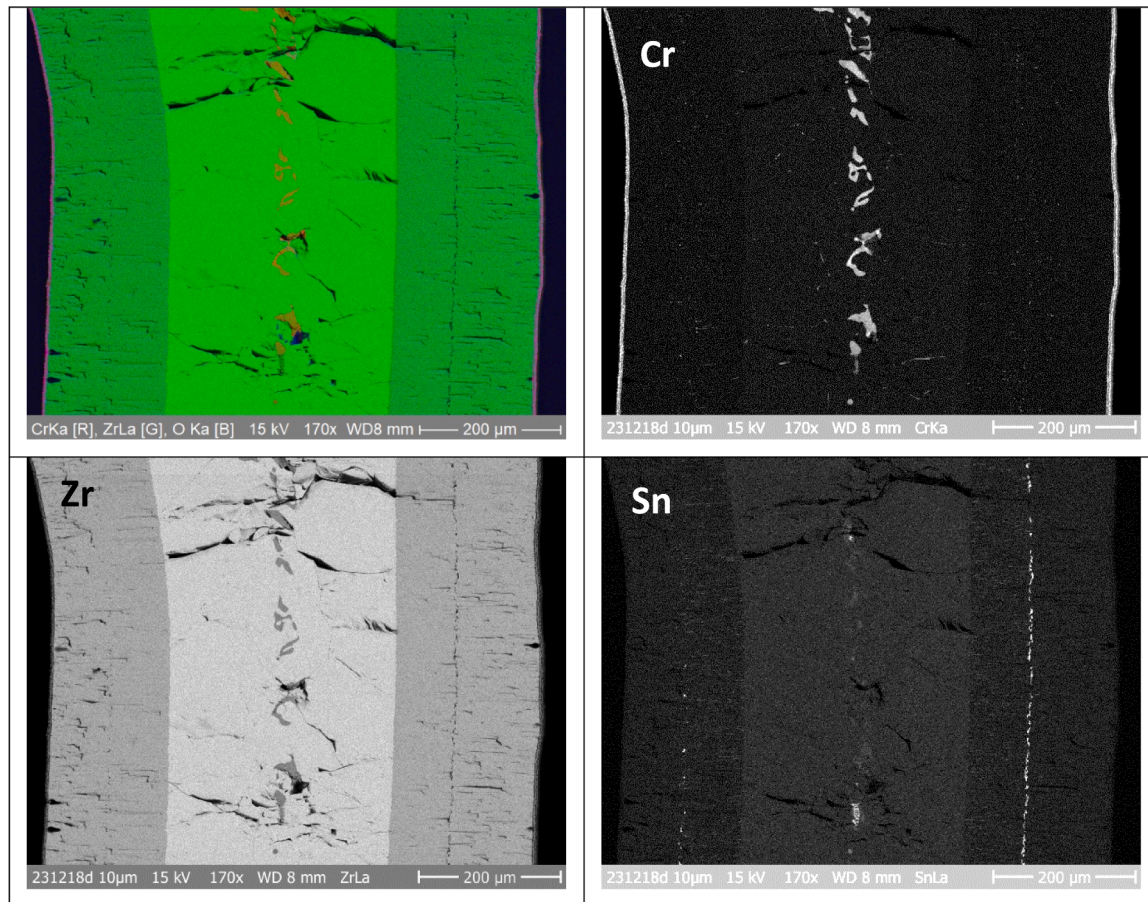 CrKa [R], ZrLa [G], O Ka [B] 15 kV 170x WD8 mm 200 µm
Cr
231218d 10µm 15 kV 170x WD 8 mm CrKa 200 µm
Zr
231218d 10µm 15 kV 170x WD 8 mm ZrLa 200 µm
Sn
231218d 10µm 15 kV 170x WD 8 mm SnLa 200 µm